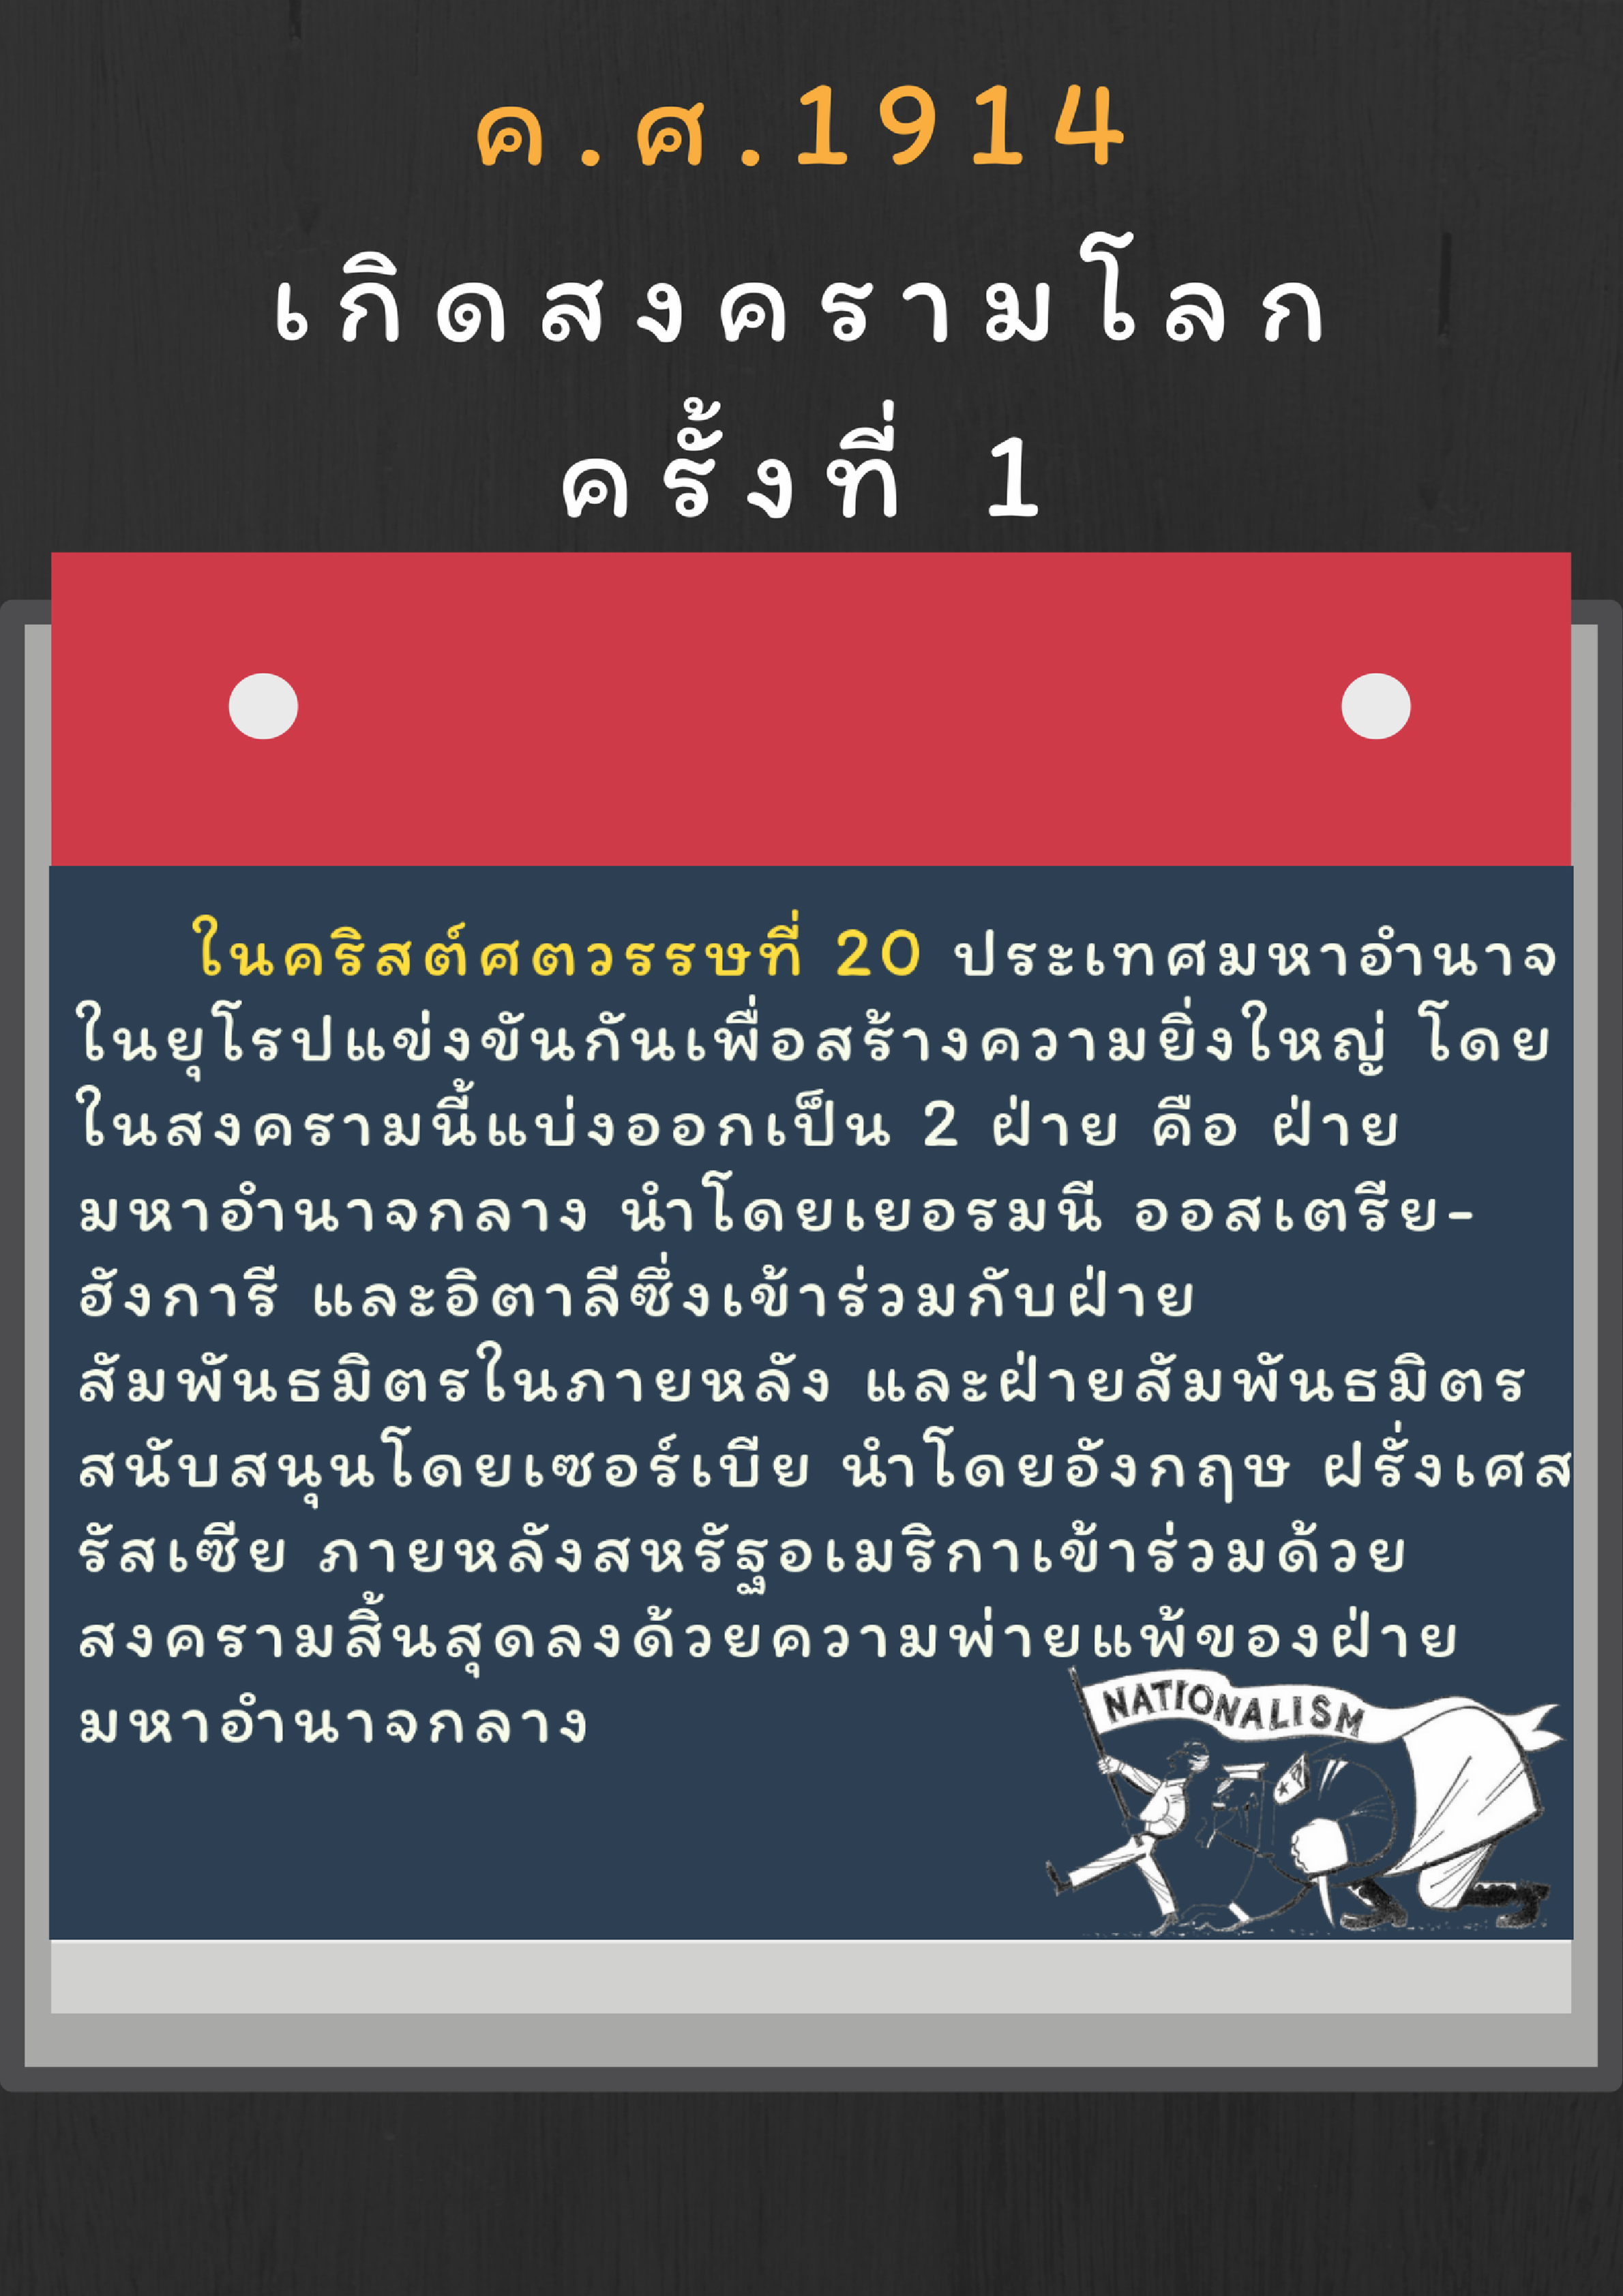 ค.ศ.1914
เกิดสงครามโลก
ครั้งที่ 1
ในคริสต์ศตวรรษที่ 20 ประเทศมหาอำนาจ
ในยุโรปแข่งขันกันเพื่อสร้างความยิ่งใหญ่ โดย
ในสงครามนี้แบ่งออกเป็น 2 ฝ่าย คือ ฝ่าย
มหาอำนาจกลาง นำโดยเยอรมนี ออสเตรีย-
ฮังการี และอิตาลีซึ่งเข้าร่วมกับฝ่าย
สัมพันธมิตรในภายหลัง และฝ่ายสัมพันธมิตร
สนับสนุนโดยเซอร์เบีย นำโดยอังกฤษ ฝรั่งเศส
รัสเซีย ภายหลังสหรัฐอเมริกาเข้าร่วมด้วย
สงครามสิ้นสุดลงด้วยความพ่ายแพ้ของฝ่าย
มหาอำนาจกลาง
NATIONALISM